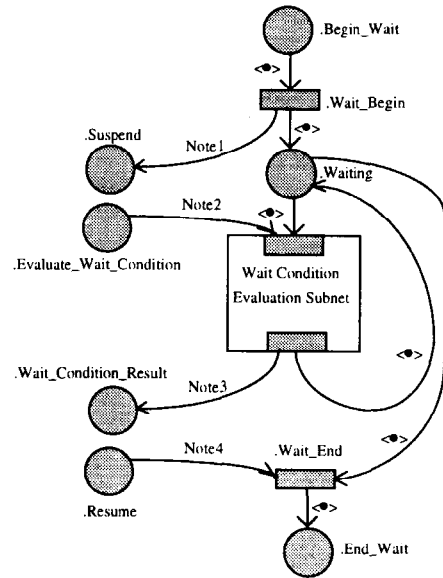 .Begin_Wait
<●>
.Wait_Begin
.Suspend
Note1
<●>
.Waiting
Note2
<●>
.Evaluate_Wait_Condition
Wait Condition
Evaluation Subnet
<●>
.Wait_Condition_Result
Note3
<●>
Note4
.Wait_End
.Resume
<●>
.End_Wait